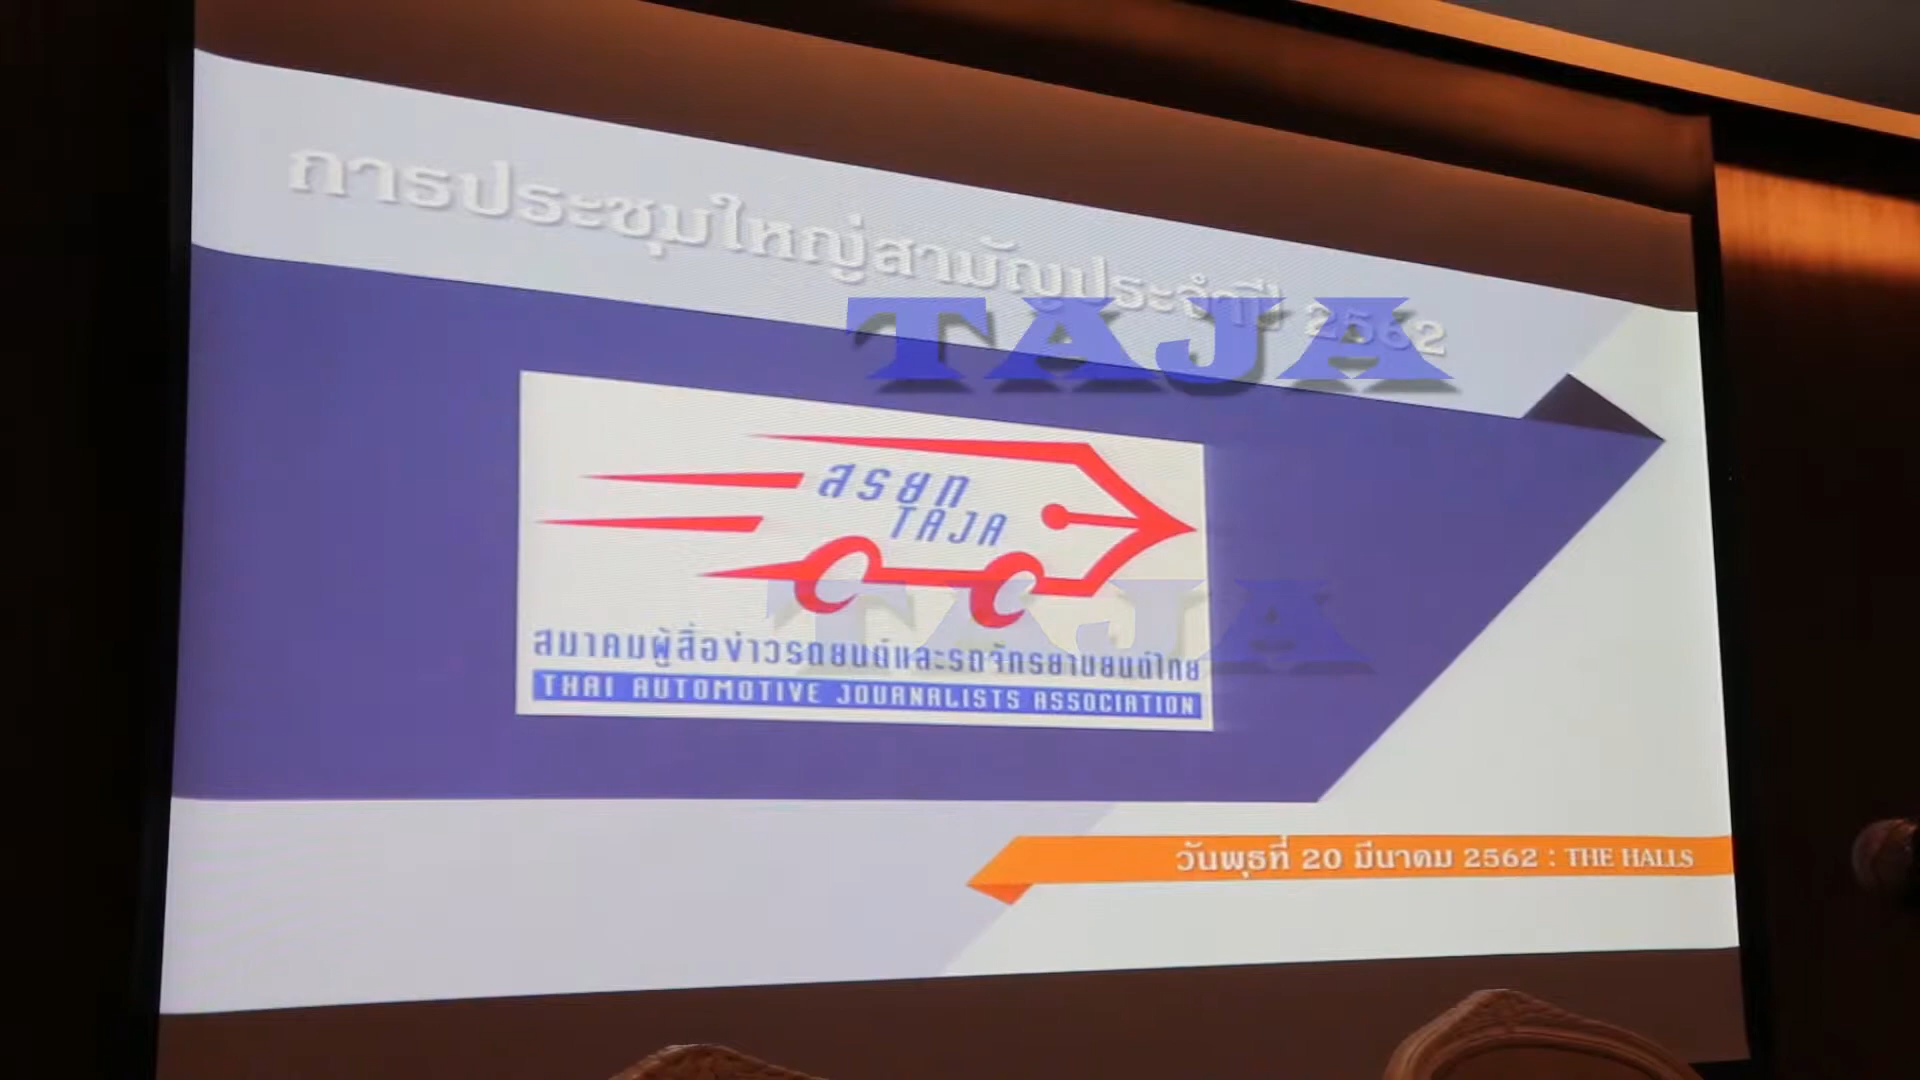 การประชุมใหญ่สามัญประจำปี 2562
TAJA
สรยท
TAJA
TAJA
สมาคมผู้สื่อข่าวรถยนต์และรถจักรยานยนต์ไทย
THAI AUTOMOTIVE JOURNALISTS ASSOCIATION
วันพุธที่ 20 มีนาคม 2562 : THE HALLS